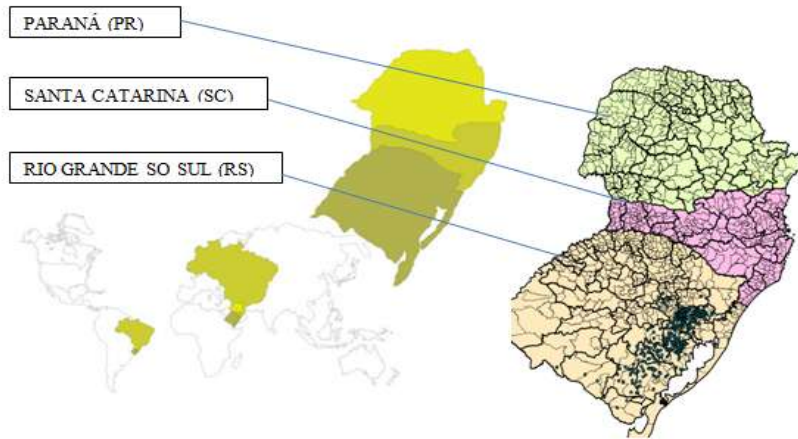 PARANÁ (PR)
SANTA CATARINA (SC)
RIO GRANDE SO SUL (RS)